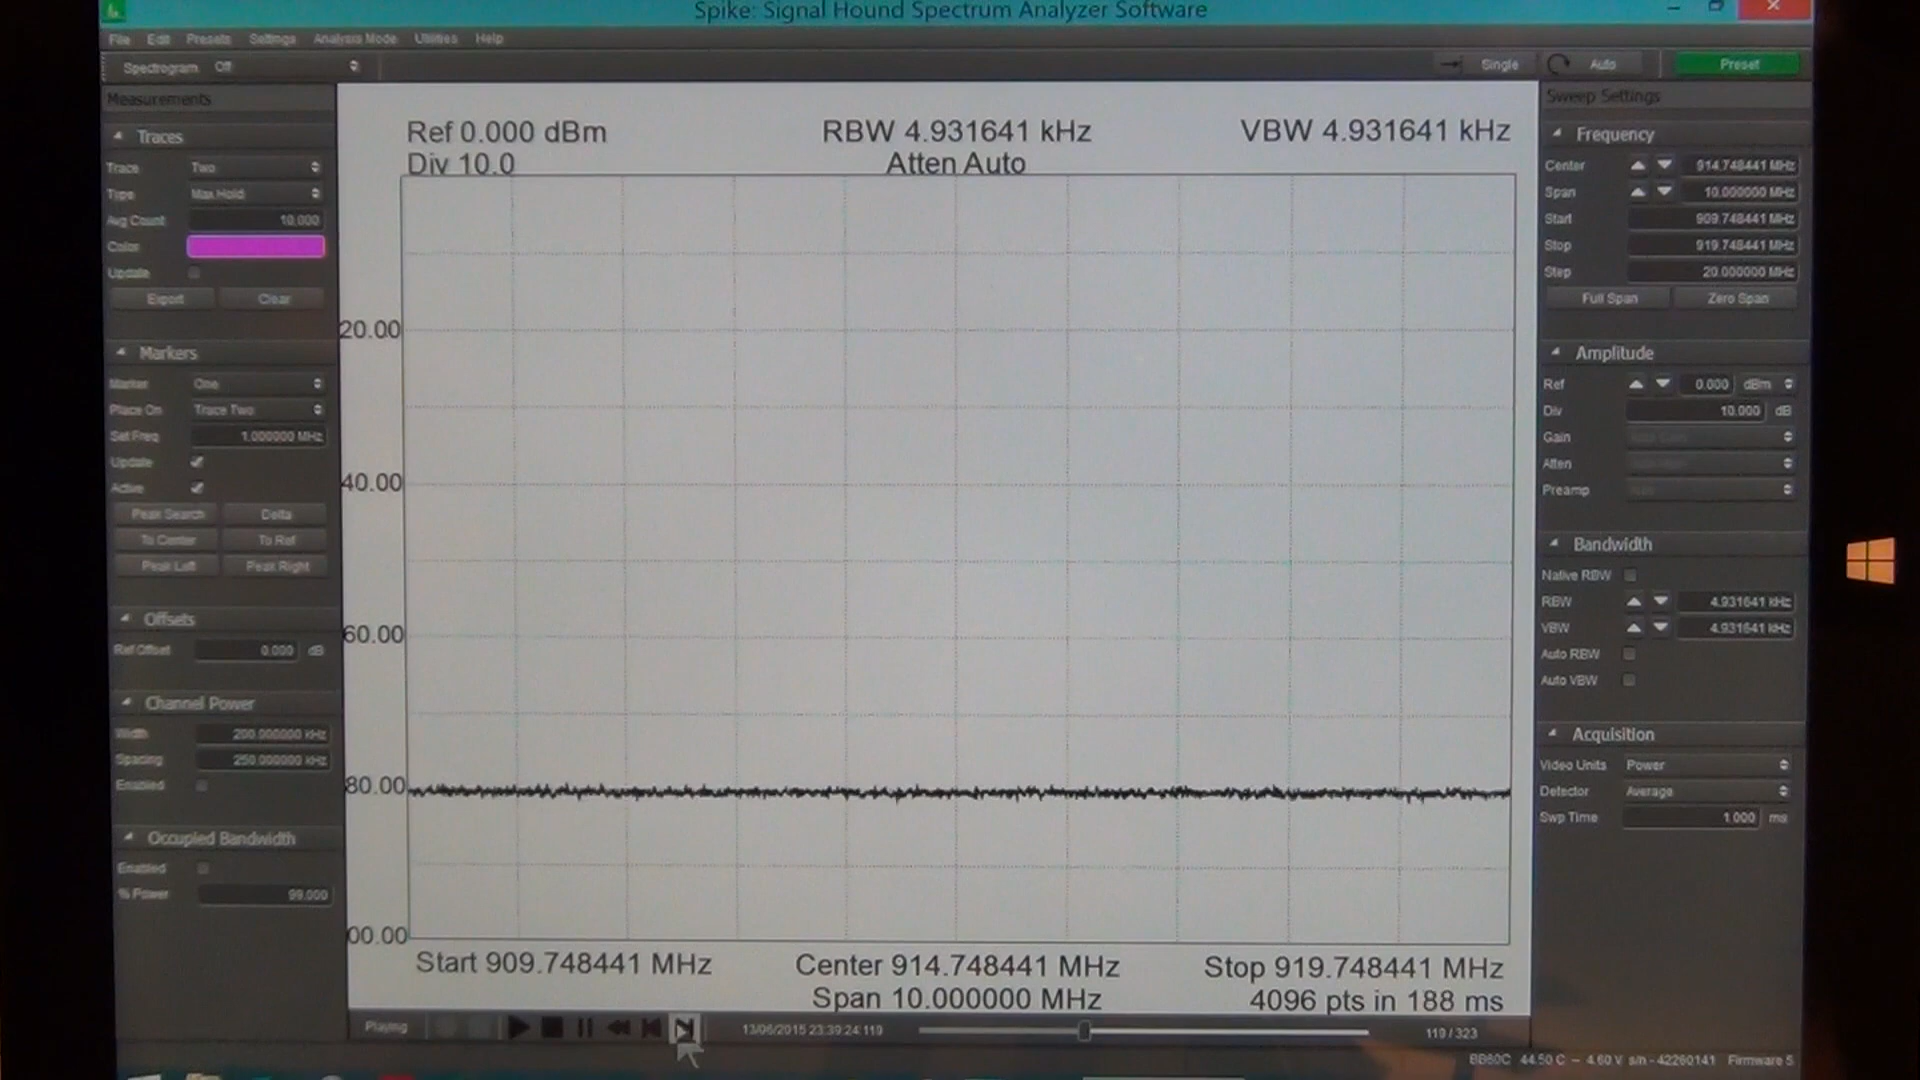 Spike: Signal Hound Spectrum Analyzer Software
File Edit Presets Settings Analysis Mode Utilities Help
Spectrogram Off
Single Auto Preset
Measurements
Traces
Trace Two
Type Max Hold
Avg Count 10.000
Color
Update
Export Clear
Markers
Marker One
Place On Trace Two
Set Freq 1.000000 MHz
Update
Active
Peak Search Delta
To Center To Ref
Peak Left Peak Right
Offsets
Ref Offset 0.000 dB
Channel Power
Width 200.000000 kHz
Spacing 250.000000 kHz
Enabled
Occupied Bandwidth
Enabled
% Power 99.000
Ref 0.000 dBm
Div 10.0
RBW 4.931641 kHz
Atten Auto
VBW 4.931641 kHz
20.00
40.00
60.00
80.00
00.00
Start 909.748441 MHz
Center 914.748441 MHz
Span 10.000000 MHz
Stop 919.748441 MHz
4096 pts in 188 ms
Playing
13/06/2015 23:39:24:119
119 / 323
Sweep Settings
Frequency
Center 914.748441 MHz
Span 10.000000 MHz
Start 909.748441 MHz
Stop 919.748441 MHz
Step 20.000000 MHz
Full Span Zero Span
Amplitude
Ref 0.000 dBm
Div 10.000 dB
Gain
Atten
Preamp
Bandwidth
Native RBW
RBW 4.931641 kHz
VBW 4.931641 kHz
Auto RBW
Auto VBW
Acquisition
Video Units Power
Detector Average
Swp Time 1.000 ms
BB60C 44.50 C -- 4.60 V s/n - 42260141 Firmware 5